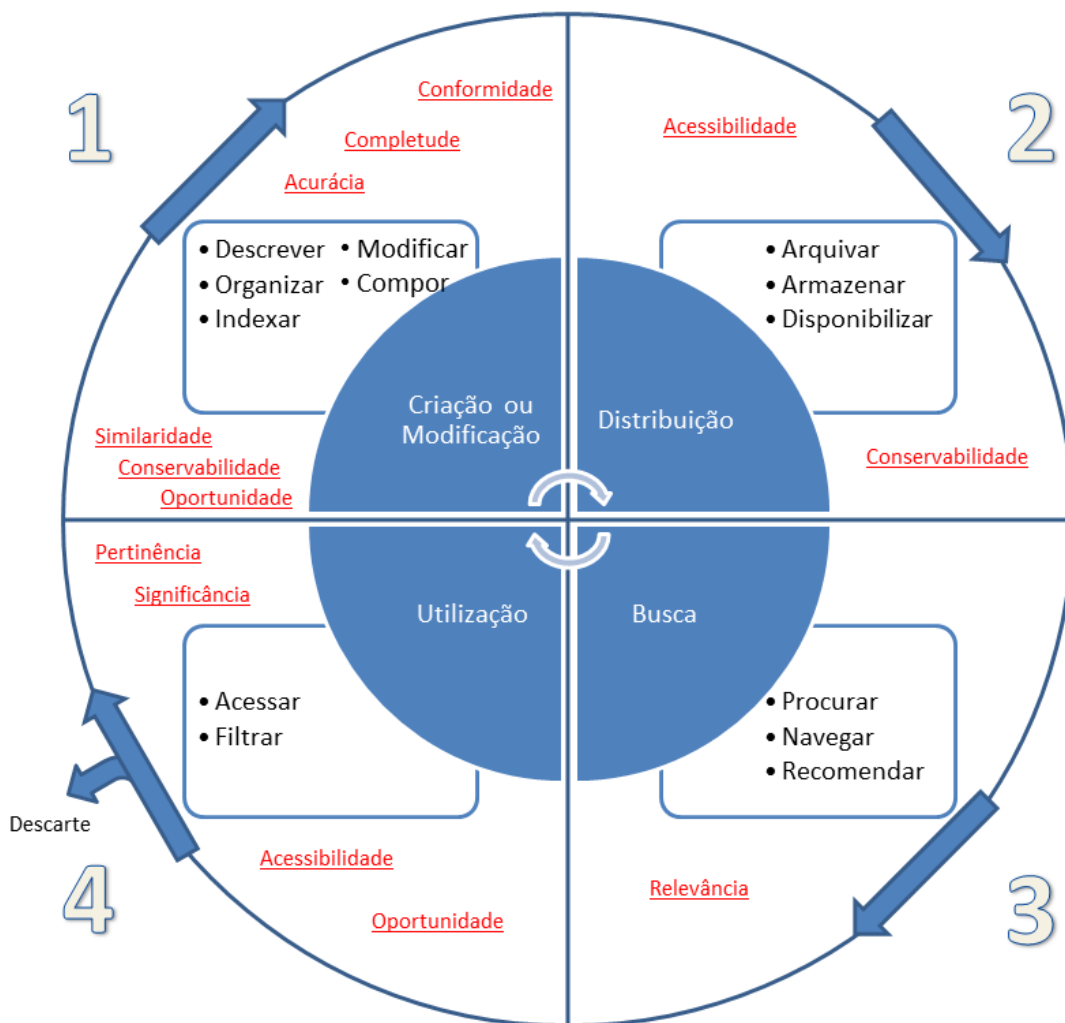 1
Conformidade
Completude
Acurácia
• Descrever
• Organizar
• Indexar
• Modificar
• Compor
Criação ou
Modificação
Similaridade
Conservabilidade
Oportunidade
2
Acessibilidade
• Arquivar
• Armazenar
• Disponibilizar
Distribuição
Conservabilidade
Busca
• Procurar
• Navegar
• Recomendar
Relevância
3
Pertinência
Significância
Utilização
• Acessar
• Filtrar
Descarte
4
Acessibilidade
Oportunidade